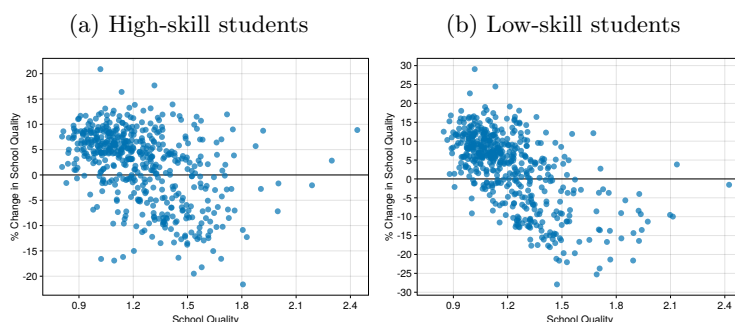 (a) High-skill students
(b) Low-skill students
% Change in School Quality
20
15
10
5
0
-5
-10
-15
-20
0.9 1.2 1.5 1.8 2.1 2.4
School Quality
% Change in School Quality
30
25
20
15
10
5
0
-5
-10
-15
-20
-25
-30
0.9 1.2 1.5 1.8 2.1 2.4
School Quality